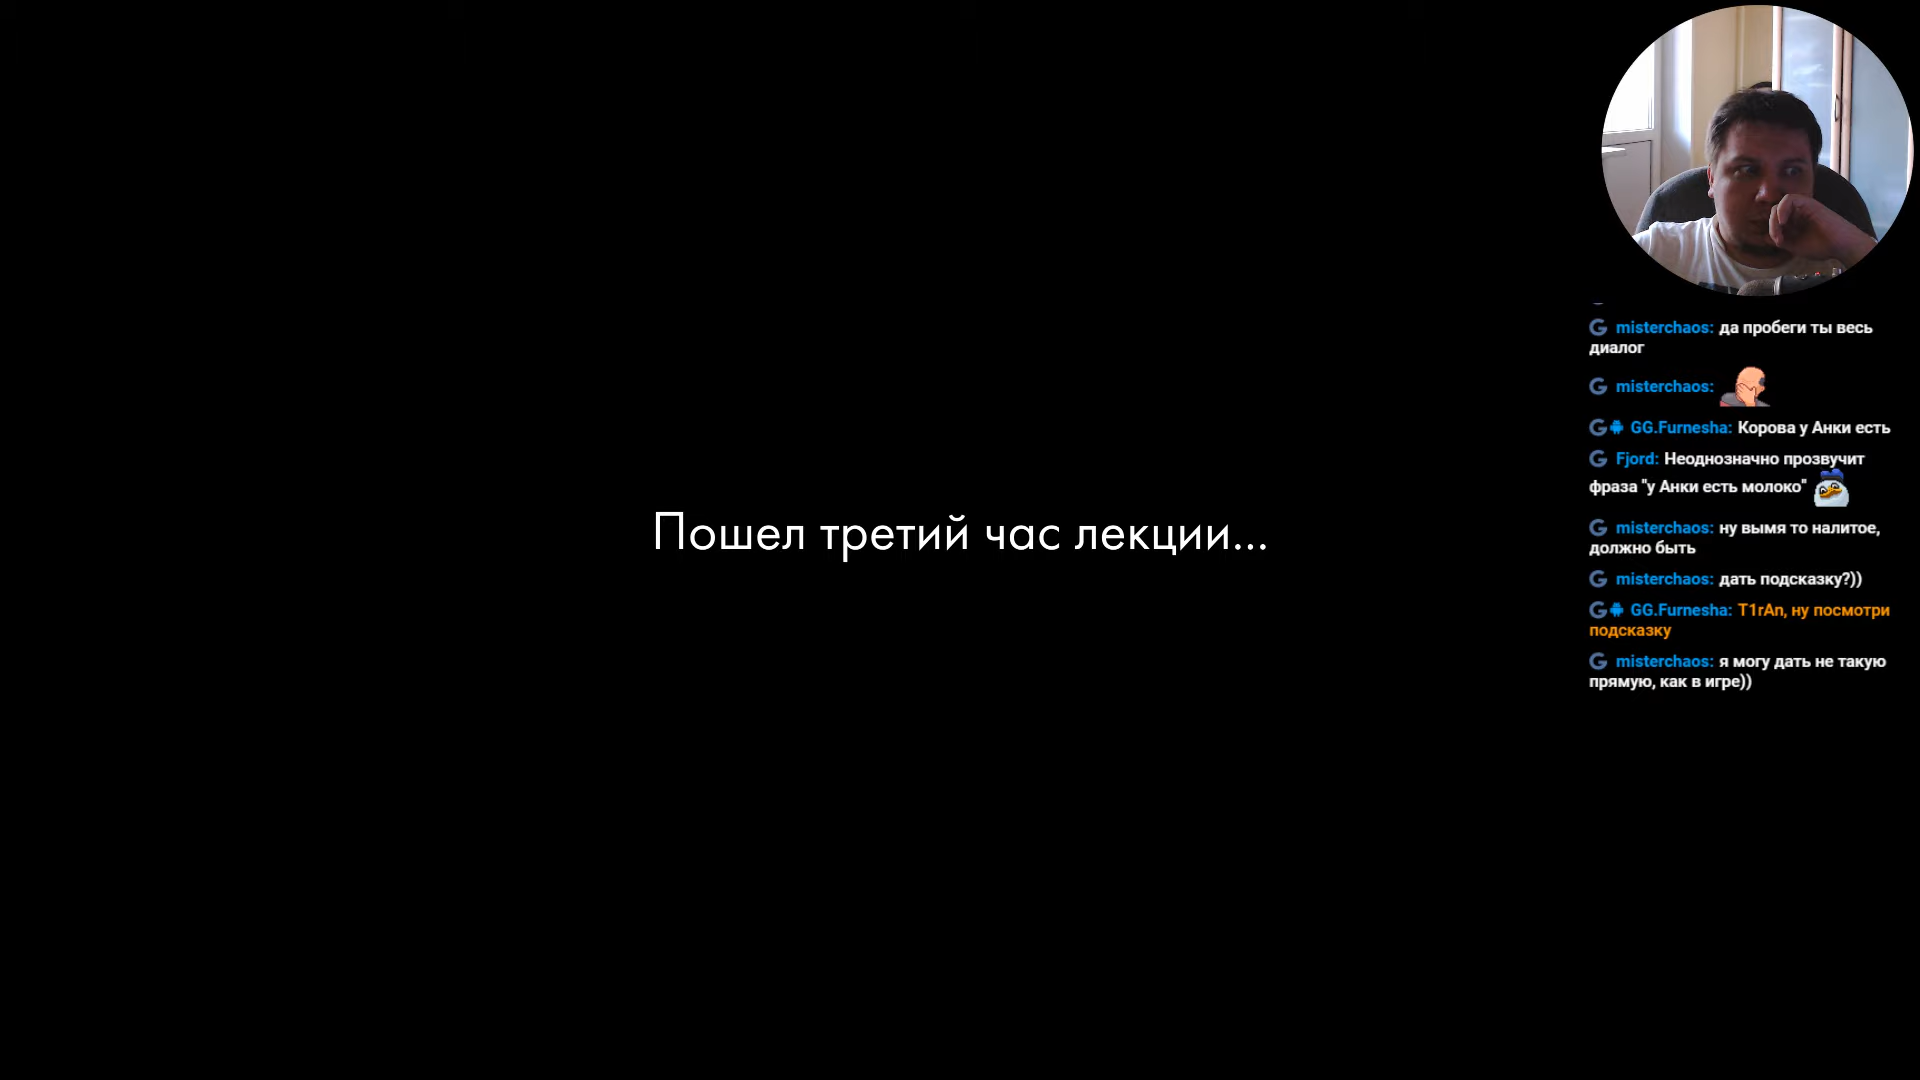 misterchaos: да пробеги ты весь
диалог
misterchaos:
GG.Furnesha: Корова у Анки есть
Fjord: Неоднозначно прозвучит
фраза "у Анки есть молоко"
misterchaos: ну вымя то налитое,
должно быть
misterchaos: дать подсказку?))
GG.Furnesha: T1rAn, ну посмотри
подсказку
misterchaos: я могу дать не такую
прямую, как в игре))
Пошел третий час лекции...